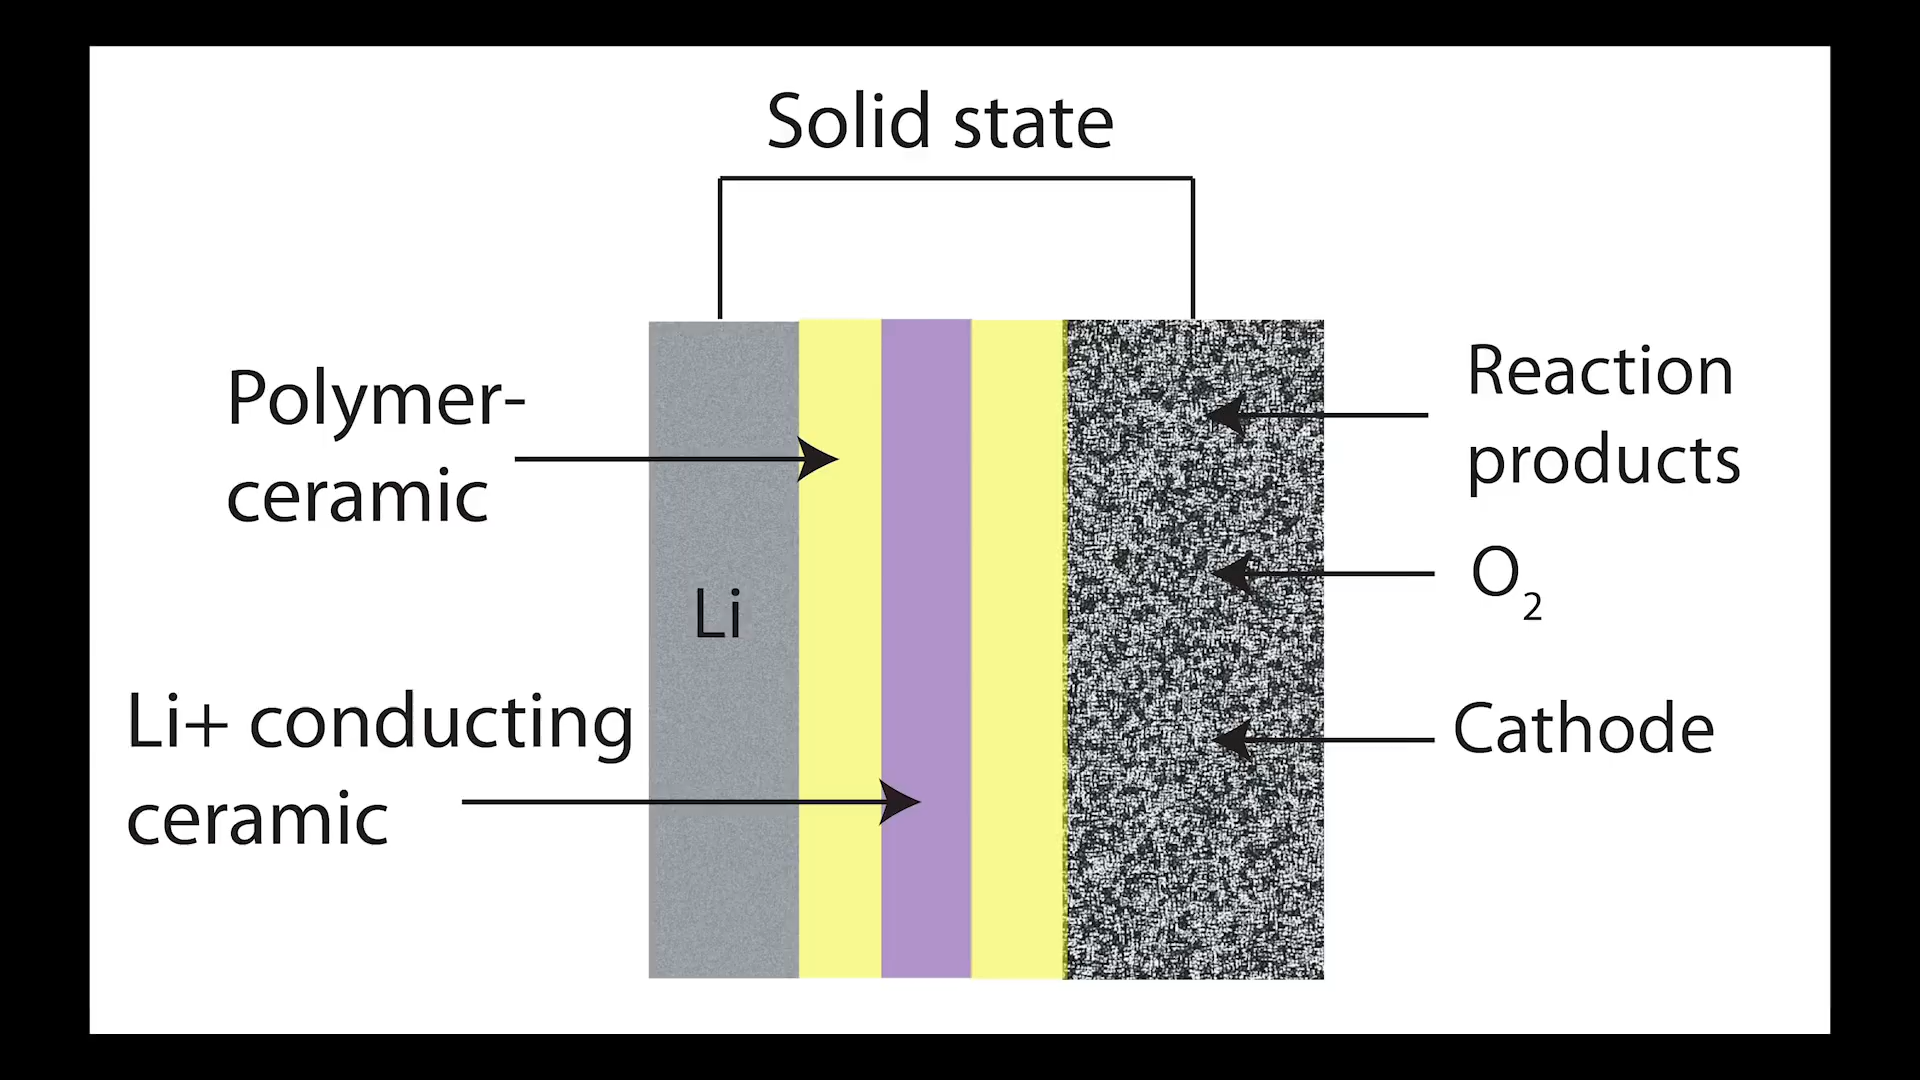 Solid state
Polymer-
ceramic
Li
Li+ conducting
ceramic
Reaction
products
O₂
Cathode